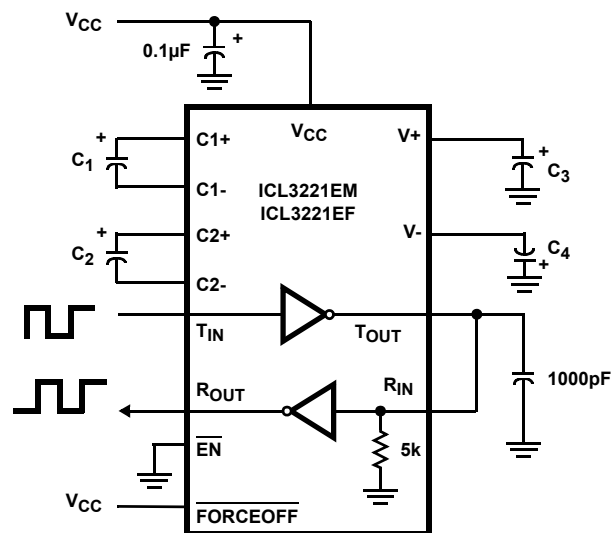 VCC
0.1µF
+
VCC
C1+
V+
+
C1
+
C3
C1-
ICL3221EM
ICL3221EF
C2+
V-
+
C2
C4
+
C2-
TIN
TOUT
1000pF
ROUT
RIN
5k
EN
VCC
FORCEOFF